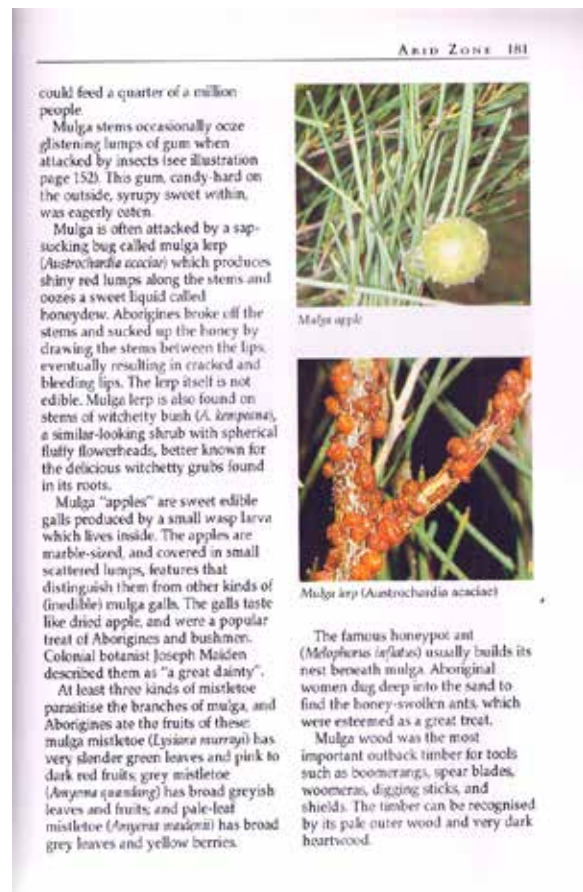 ARID ZONE 181
could feed a quarter of a million
people.
Mulga stems occasionally ooze
glistening lumps of gum when
attacked by insects (see illustration
page 152). This gum, candy-hard on
the outside, syrupy sweet within,
was eagerly eaten.
Mulga is often attacked by a sap-
sucking bug called mulga lerp
(Austrochardia acaciae) which produces
shiny red lumps along the stems and
oozes a sweet liquid called
honeydew. Aborigines broke off the
stems and sucked up the honey by
drawing the stems between the lips,
eventually resulting in cracked and
bleeding lips. The lerp itself is not
edible. Mulga lerp is also found on
stems of witchetty bush (A. kempeana),
a similar-looking shrub with spherical
fluffy flowerheads, better known for
the delicious witchetty grubs found
in its roots.
Mulga "apples" are sweet edible
galls produced by a small wasp larva
which lives inside. The apples are
marble-sized, and covered in small
scattered lumps, features that
distinguish them from other kinds of
(inedible) mulga galls. The galls taste
like dried apple, and were a popular
treat of Aborigines and bushmen.
Colonial botanist Joseph Maiden
described them as "a great dainty".
At least three kinds of mistletoe
parasitise the branches of mulga, and
Aborigines ate the fruits of these:
mulga mistletoe (Lysiana murrayi) has
very slender green leaves and pink to
dark red fruits; grey mistletoe
(Amyema quandang) has broad greyish
leaves and fruits; and pale-leaf
mistletoe (Amyema maidenii) has broad
grey leaves and yellow berries.
Mulga apple
Mulga lerp (Austrochardia acaciae)
The famous honeypot ant
(Melophorus inflatus) usually builds its
nest beneath mulga. Aboriginal
women dug deep into the sand to
find the honey-swollen ants, which
were esteemed as a great treat.
Mulga wood was the most
important outback timber for tools
such as boomerangs, spear blades,
woomeras, digging sticks, and
shields. The timber can be recognised
by its pale outer wood and very dark
heartwood.